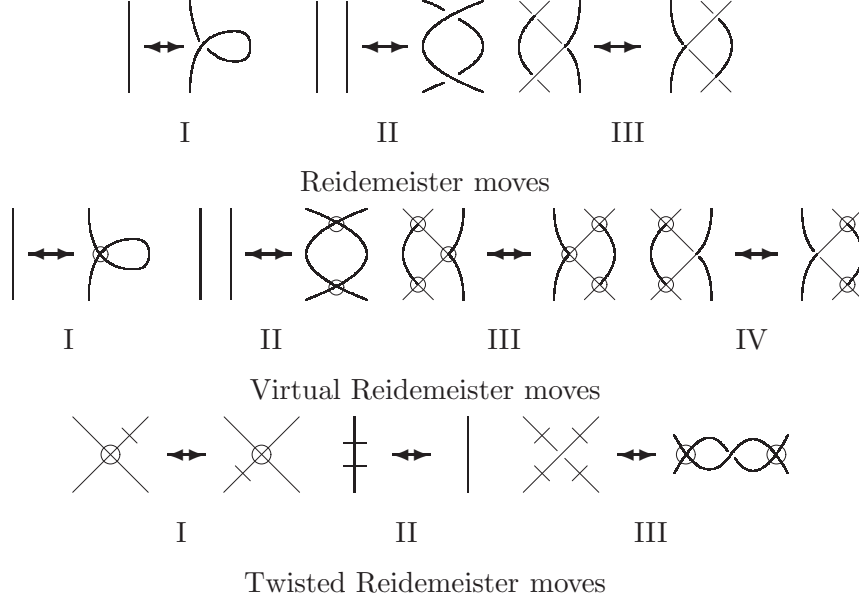 I II III
Reidemeister moves
I II III IV
Virtual Reidemeister moves
I II III
Twisted Reidemeister moves